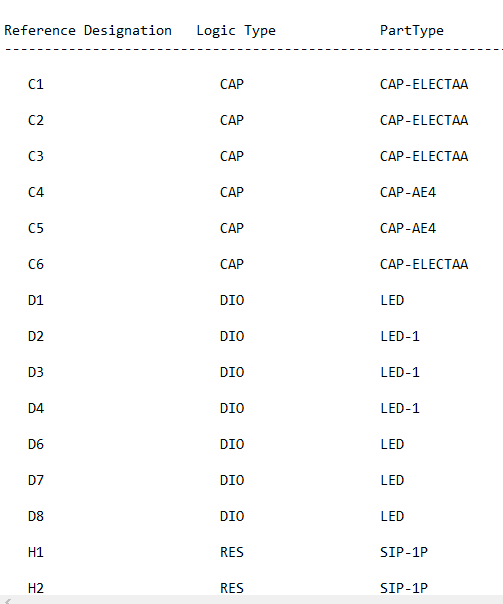 Reference Designation Logic Type PartType
--------------------------------------------------------------
C1 CAP CAP-ELECTAA
C2 CAP CAP-ELECTAA
C3 CAP CAP-ELECTAA
C4 CAP CAP-AE4
C5 CAP CAP-AE4
C6 CAP CAP-ELECTAA
D1 DIO LED
D2 DIO LED-1
D3 DIO LED-1
D4 DIO LED-1
D6 DIO LED
D7 DIO LED
D8 DIO LED
H1 RES SIP-1P
H2 RES SIP-1P